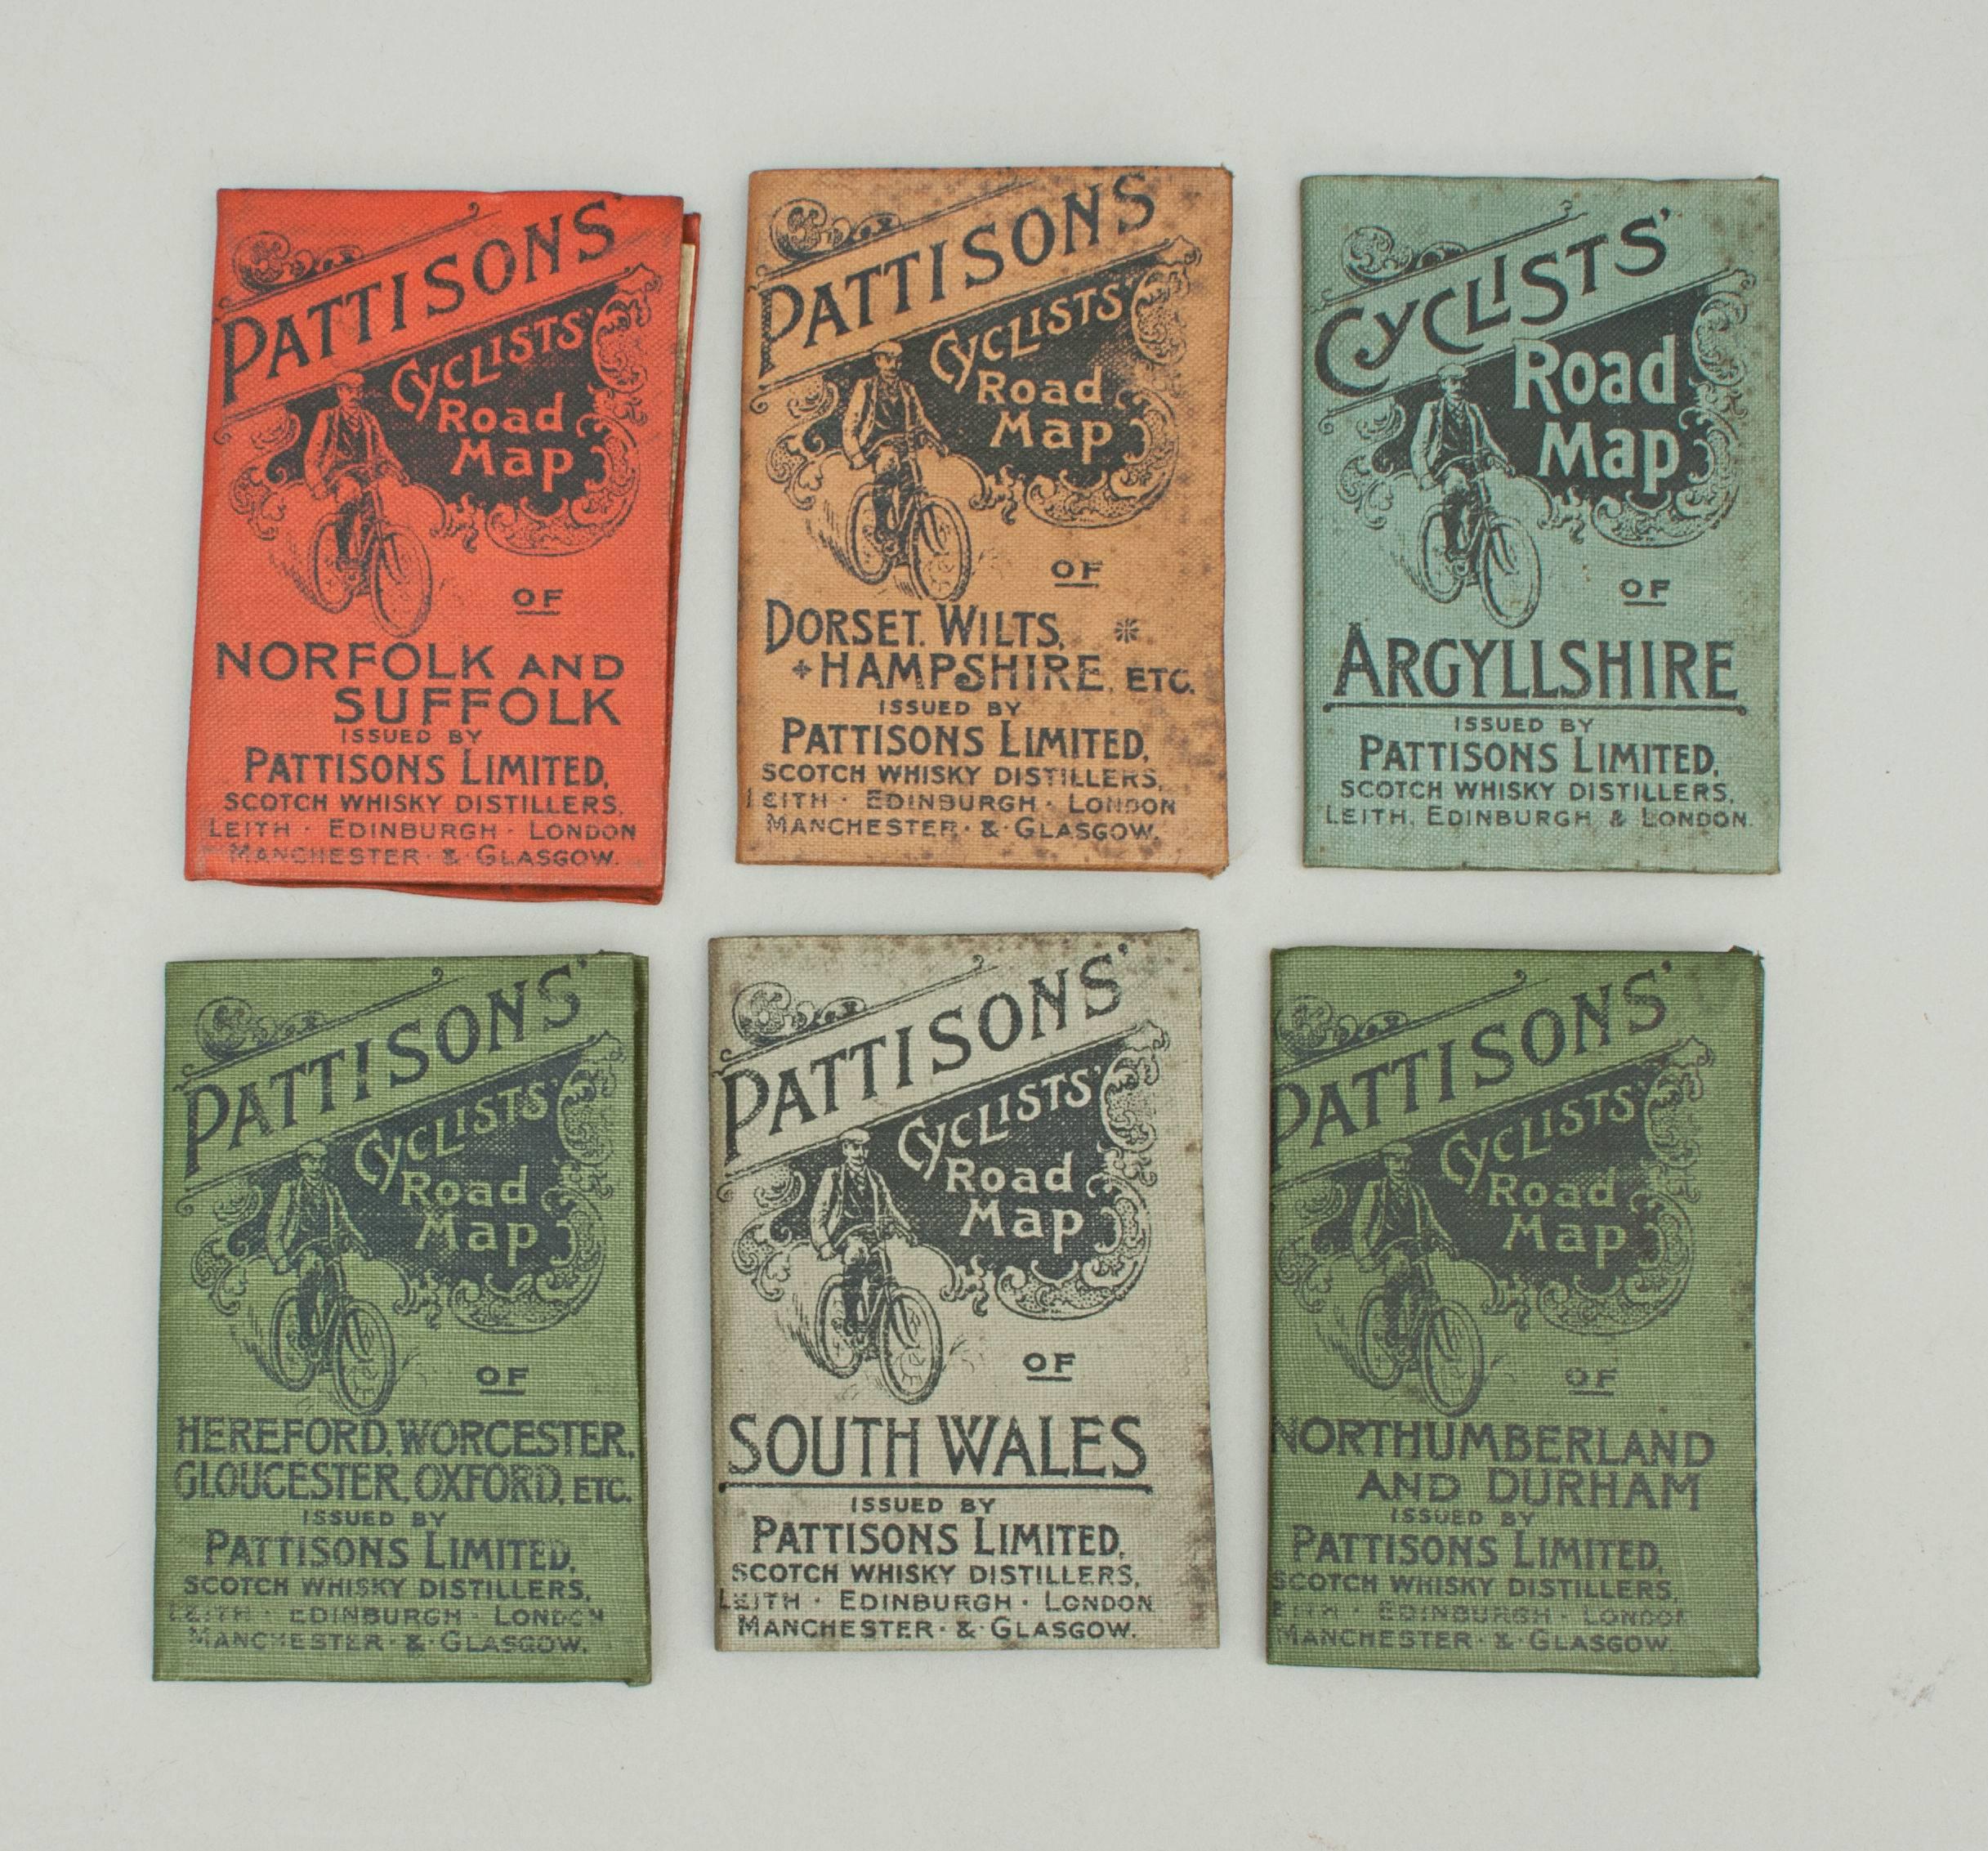 PATTISONS'
CYCLISTS'
Road
Map
OF
NORFOLK AND
SUFFOLK
ISSUED BY
PATTISONS LIMITED,
SCOTCH WHISKY DISTILLERS,
LEITH · EDINBURGH · LONDON
MANCHESTER · & · GLASGOW.
PATTISONS'
CYCLISTS'
Road
Map
OF
DORSET. WILTS,
HAMPSHIRE, ETC.
ISSUED BY
PATTISONS LIMITED,
SCOTCH WHISKY DISTILLERS,
LEITH · EDINBURGH · LONDON
MANCHESTER · & · GLASGOW.
CYCLISTS'
Road
Map
OF
ARGYLLSHIRE
ISSUED BY
PATTISONS LIMITED,
SCOTCH WHISKY DISTILLERS,
LEITH, EDINBURGH & LONDON.
PATTISONS'
CYCLISTS'
Road
Map
OF
HEREFORD, WORCESTER,
GLOUCESTER, OXFORD, ETC.
ISSUED BY
PATTISONS LIMITED,
SCOTCH WHISKY DISTILLERS,
LEITH · EDINBURGH · LONDON
MANCHESTER · & · GLASGOW.
PATTISONS'
CYCLISTS'
Road
Map
OF
SOUTH WALES
ISSUED BY
PATTISONS LIMITED,
SCOTCH WHISKY DISTILLERS,
LEITH · EDINBURGH · LONDON
MANCHESTER · & · GLASGOW.
PATTISONS'
CYCLISTS'
Road
Map
OF
NORTHUMBERLAND
AND DURHAM
ISSUED BY
PATTISONS LIMITED,
SCOTCH WHISKY DISTILLERS,
LEITH · EDINBURGH · LONDON
MANCHESTER · & · GLASGOW.